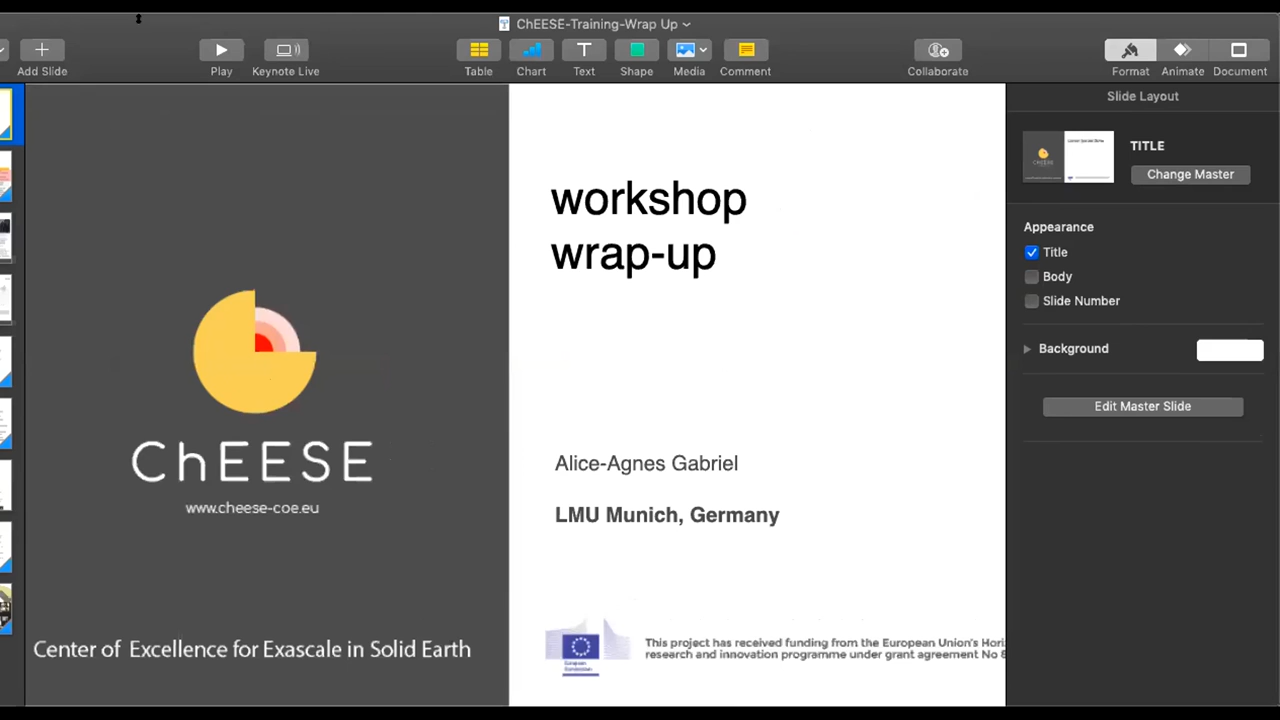 ChEESE-Training-Wrap Up
Add Slide
Play
Keynote Live
Table
Chart
Text
Shape
Media
Comment
Collaborate
Format
Animate
Document
Slide Layout
TITLE
Change Master
Appearance
Title
Body
Slide Number
Background
Edit Master Slide
ChEESE
www.cheese-coe.eu
Center of Excellence for Exascale in Solid Earth
workshop
wrap-up
Alice-Agnes Gabriel
LMU Munich, Germany
European
Commission
This project has received funding from the European Union's Hori
research and innovation programme under grant agreement No 8